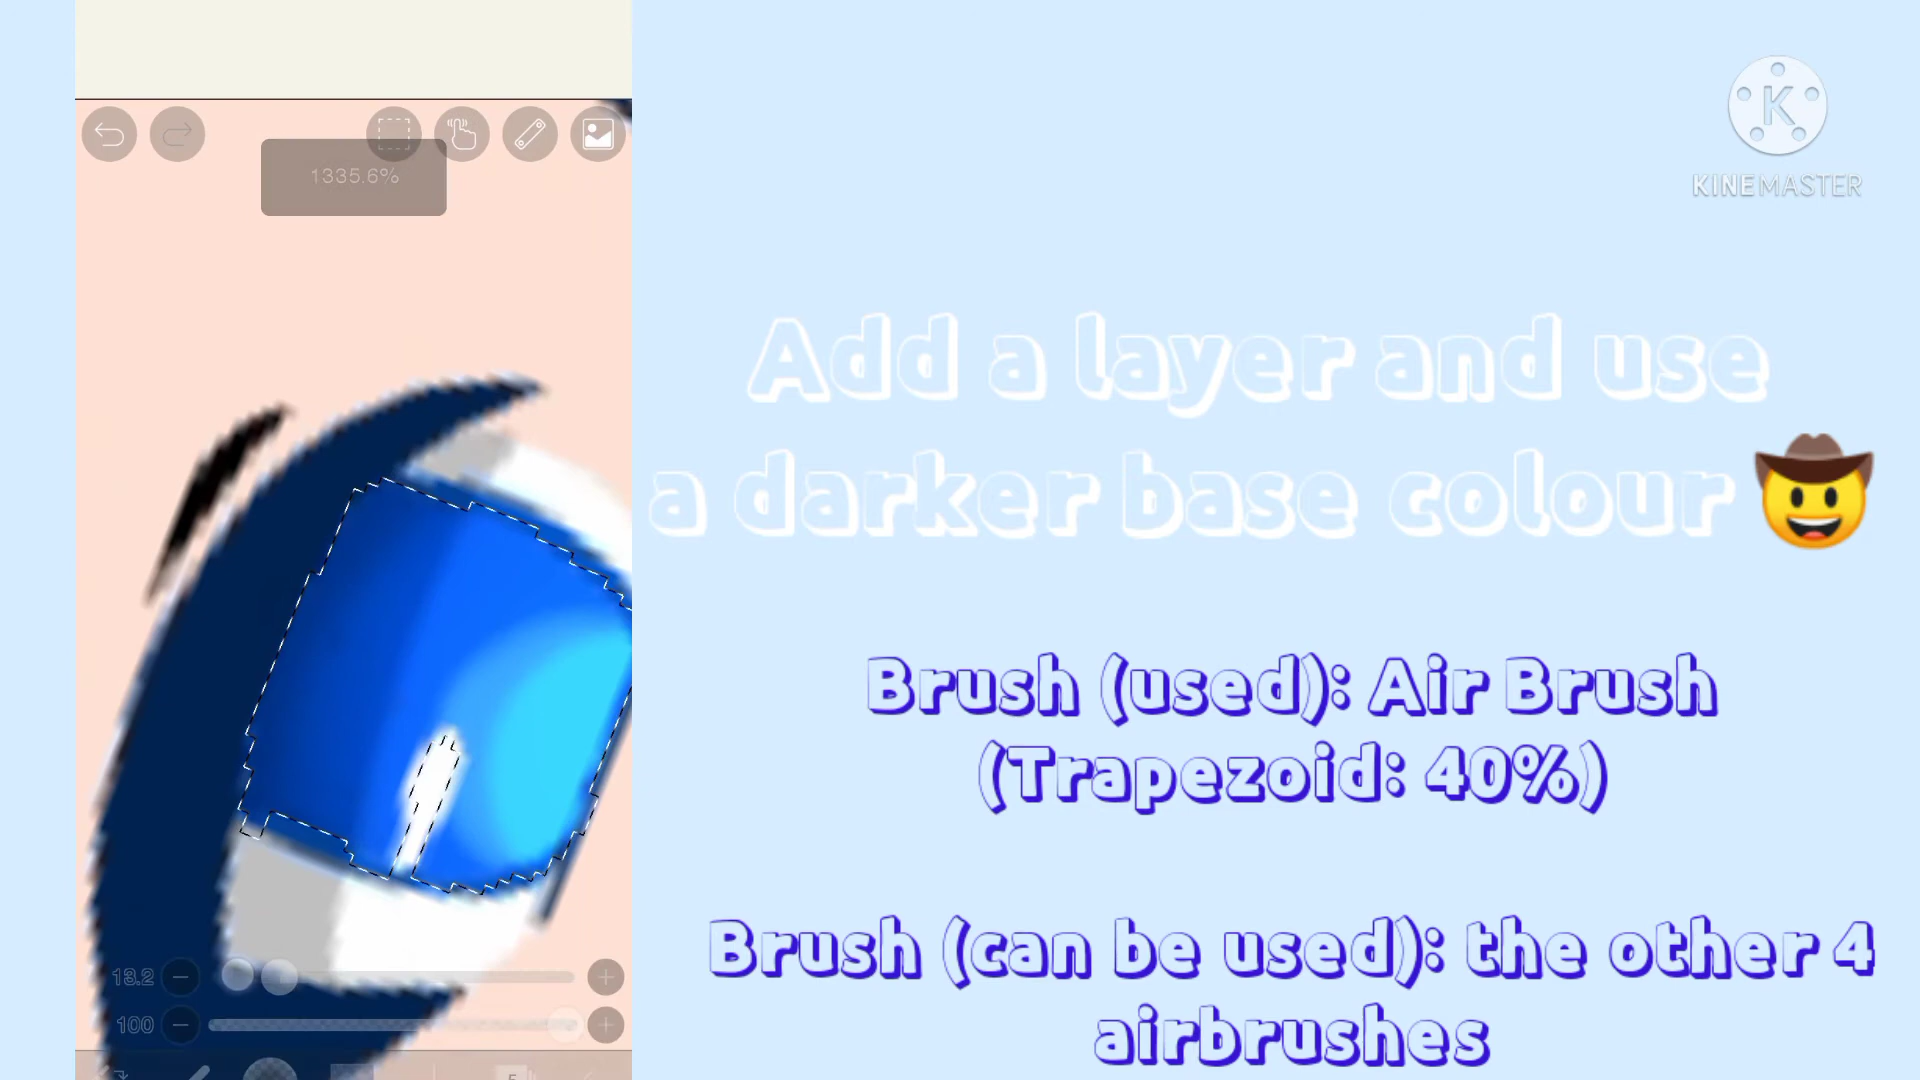 1335.6%
KINEMASTER
Add a layer and use
a darker base colour 🤠
Brush (used): Air Brush
(Trapezoid: 40%)
Brush (can be used): the other 4
airbrushes
13.2
100
5